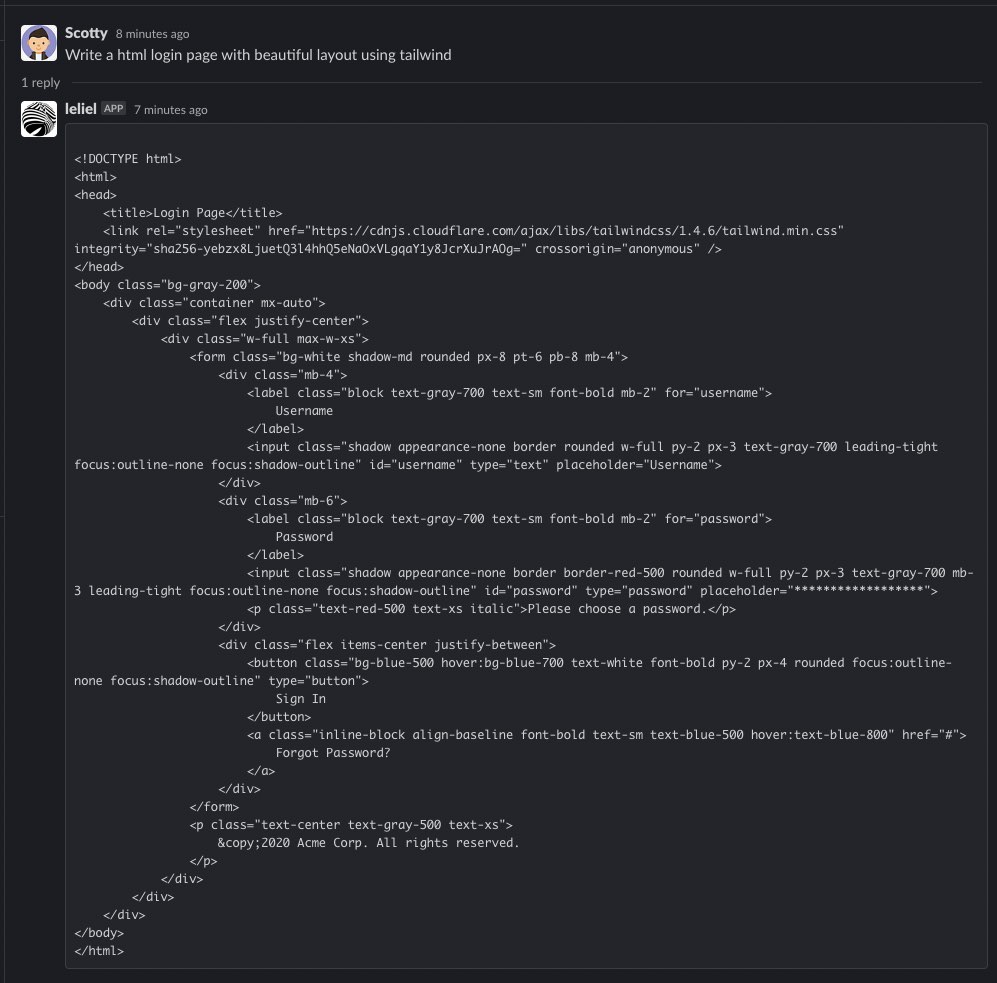 Scotty 8 minutes ago
Write a html login page with beautiful layout using tailwind
1 reply
leliel APP 7 minutes ago
<!DOCTYPE html>
<html>
<head>
    <title>Login Page</title>
    <link rel="stylesheet" href="https://cdnjs.cloudflare.com/ajax/libs/tailwindcss/1.4.6/tailwind.min.css"
integrity="sha256-yebzx8LjuetQ3l4hhQ5eNaOxVLgqaY1y8JcrXuJrAOg=" crossorigin="anonymous" />
</head>
<body class="bg-gray-200">
    <div class="container mx-auto">
        <div class="flex justify-center">
            <div class="w-full max-w-xs">
                <form class="bg-white shadow-md rounded px-8 pt-6 pb-8 mb-4">
                    <div class="mb-4">
                        <label class="block text-gray-700 text-sm font-bold mb-2" for="username">
                            Username
                        </label>
                        <input class="shadow appearance-none border rounded w-full py-2 px-3 text-gray-700 leading-tight
focus:outline-none focus:shadow-outline" id="username" type="text" placeholder="Username">
                    </div>
                    <div class="mb-6">
                        <label class="block text-gray-700 text-sm font-bold mb-2" for="password">
                            Password
                        </label>
                        <input class="shadow appearance-none border border-red-500 rounded w-full py-2 px-3 text-gray-700 mb-
3 leading-tight focus:outline-none focus:shadow-outline" id="password" type="password" placeholder="******************">
                        <p class="text-red-500 text-xs italic">Please choose a password.</p>
                    </div>
                    <div class="flex items-center justify-between">
                        <button class="bg-blue-500 hover:bg-blue-700 text-white font-bold py-2 px-4 rounded focus:outline-
none focus:shadow-outline" type="button">
                            Sign In
                        </button>
                        <a class="inline-block align-baseline font-bold text-sm text-blue-500 hover:text-blue-800" href="#">
                            Forgot Password?
                        </a>
                    </div>
                </form>
                <p class="text-center text-gray-500 text-xs">
                    &copy;2020 Acme Corp. All rights reserved.
                </p>
            </div>
        </div>
    </div>
</body>
</html>